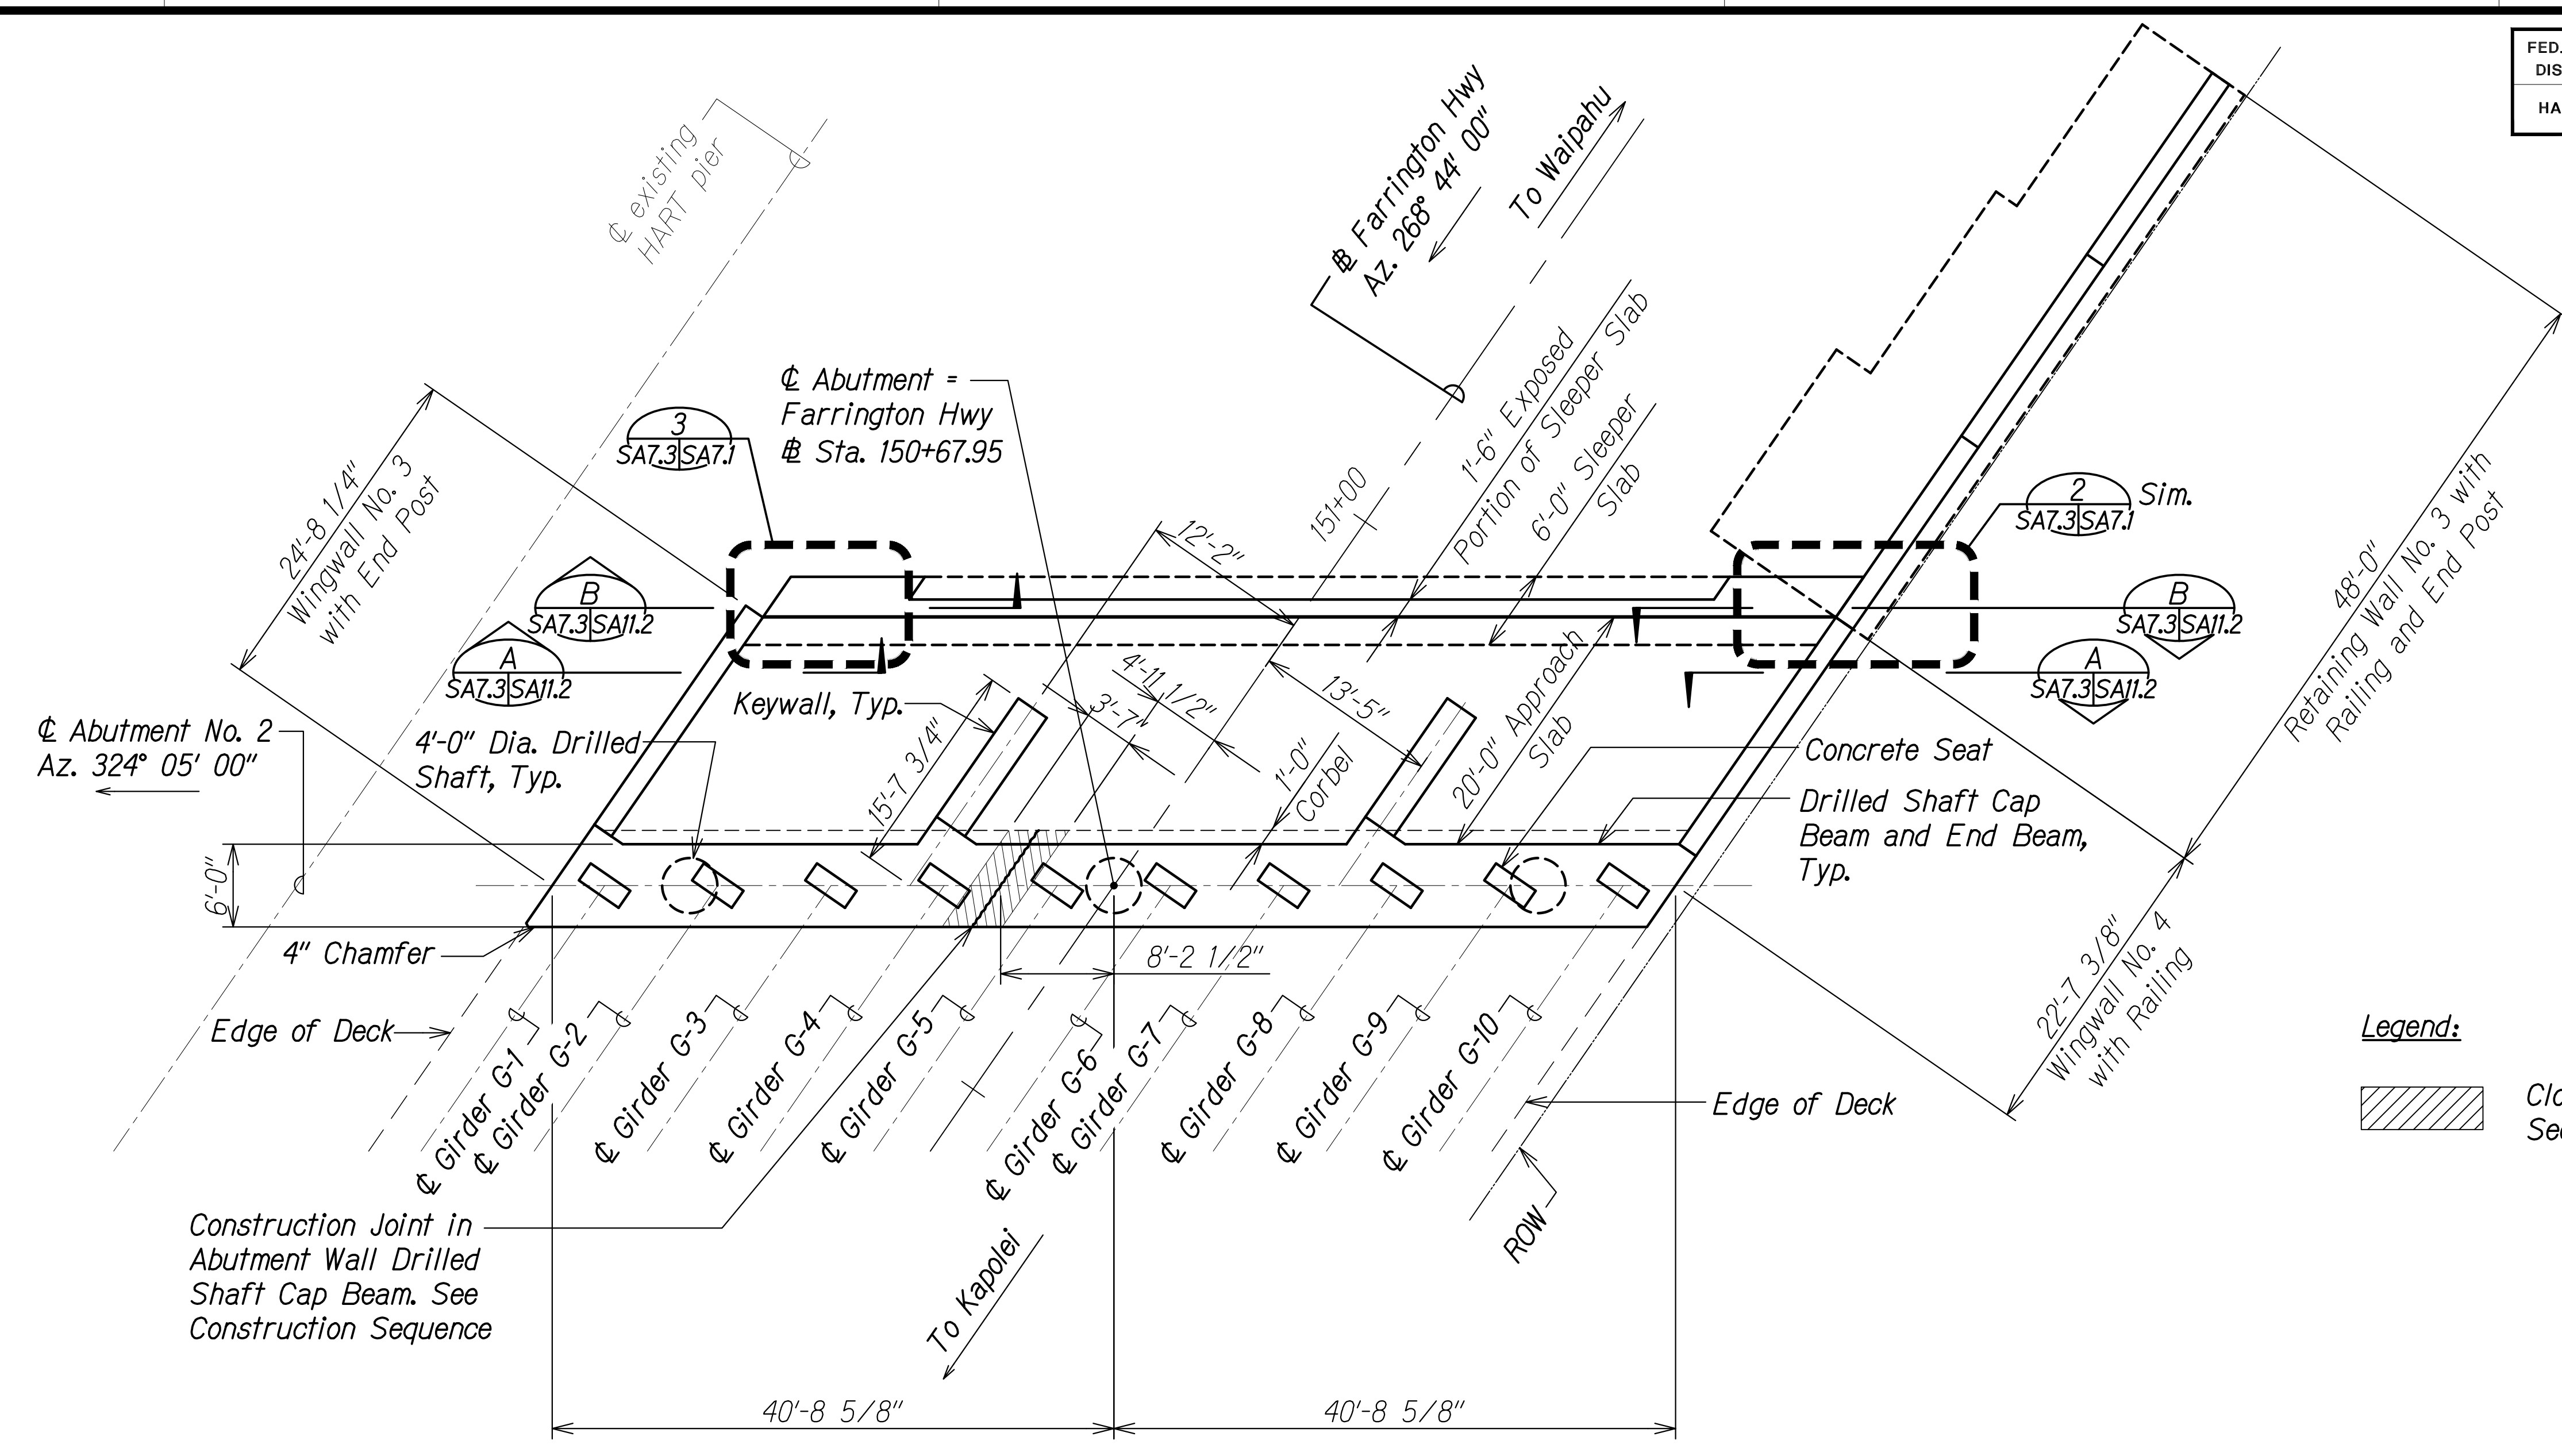 FED.
DIS
HA
℄ existing
HART pier
⅊ Farrington Hwy
Az. 268° 44' 00"
To Waipahu
℄ Abutment =
Farrington Hwy
⅊ Sta. 150+67.95
3
SA7.3 SA7.1
24'-8 1/4"
Wingwall No. 3
with End Post
B
SA7.3 SA11.2
A
SA7.3 SA11.2
℄ Abutment No. 2
Az. 324° 05' 00"
4'-0" Dia. Drilled
Shaft, Typ.
Keywall, Typ.
15'-7 3/4"
12'-2"
4'-11 1/2"
3'-7"
13'-5"
151+00
1'-6" Exposed
Portion of Sleeper Slab
6'-0" Sleeper
Slab
1'-0"
Corbel
20'-0" Approach
Slab
2
SA7.3 SA7.1
Sim.
B
SA7.3 SA11.2
A
SA7.3 SA11.2
48'-0"
Retaining Wall No. 3 with
Railing and End Post
Concrete Seat
Drilled Shaft Cap
Beam and End Beam,
Typ.
6'-0"
4" Chamfer
8'-2 1/2"
22'-7 3/8"
Wingwall No. 4
with Railing
Edge of Deck
℄ Girder G-1
℄ Girder G-2
℄ Girder G-3
℄ Girder G-4
℄ Girder G-5
℄ Girder G-6
℄ Girder G-7
℄ Girder G-8
℄ Girder G-9
℄ Girder G-10
Edge of Deck
ROW
Legend:
Clo
See
Construction Joint in
Abutment Wall Drilled
Shaft Cap Beam. See
Construction Sequence
To Kapolei
40'-8 5/8"
40'-8 5/8"